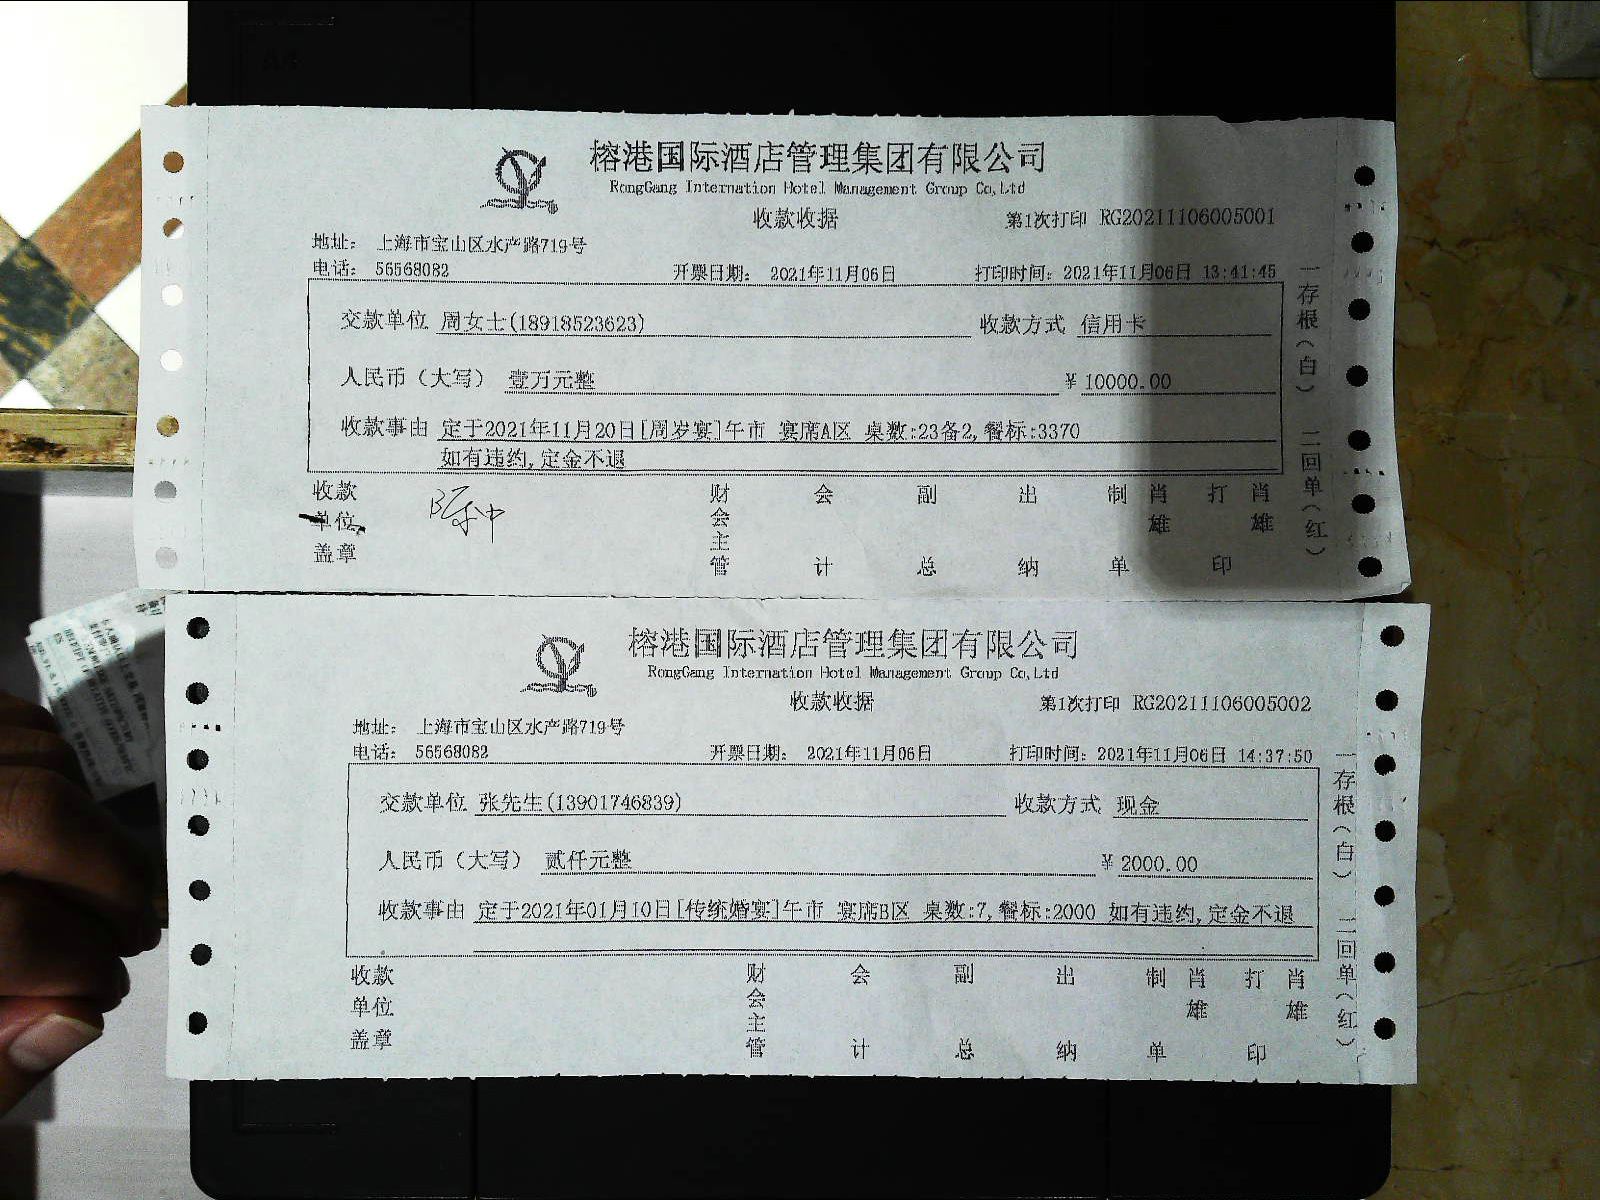 榕港国际酒店管理集团有限公司
RongGang Internation Hotel Management Group Co,Ltd
收款收据
第1次打印 RG20211106005001
地址： 上海市宝山区水产路719号
电话： 56568082
开票日期： 2021年11月06日
打印时间：2021年11月06日 13:41:45
交款单位 周女士(18918523623)
收款方式 信用卡
人民币（大写） 壹万元整
¥ 10000.00
收款事由 定于2021年11月20日[周岁宴]午市 宴席A区 桌数:23备2,餐标:3370
如有违约,定金不退
收款单位盖章
财会主管
会计
副总
出纳
制单
肖雄
打印
肖雄
一存根（白） 二回单（红）
榕港国际酒店管理集团有限公司
RongGang Internation Hotel Management Group Co,Ltd
收款收据
第1次打印 RG20211106005002
地址： 上海市宝山区水产路719号
电话： 56568082
开票日期： 2021年11月06日
打印时间：2021年11月06日 14:37:50
交款单位 张先生(13901746839)
收款方式 现金
人民币（大写） 贰仟元整
¥ 2000.00
收款事由 定于2021年01月10日[传统婚宴]午市 宴席B区 桌数:7,餐标:2000 如有违约,定金不退
收款单位盖章
财会主管
会计
副总
出纳
制单
肖雄
打印
肖雄
一存根（白） 二回单（红）